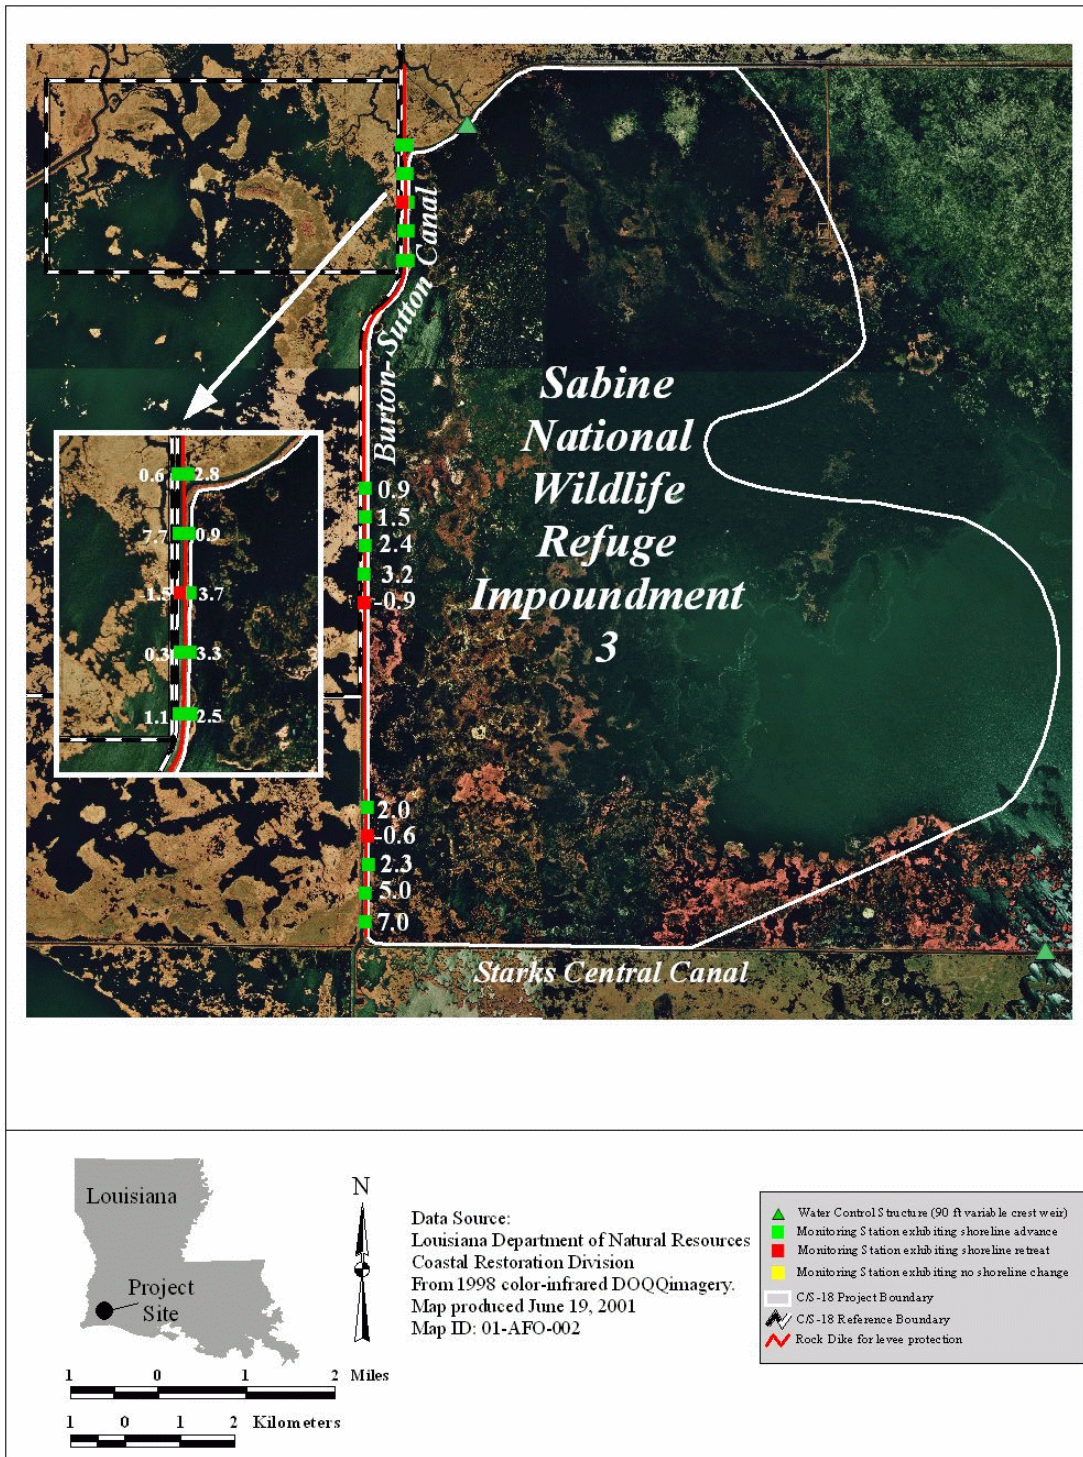 Burton-Sutton Canal
Sabine
National
Wildlife
Refuge
Impoundment
3
0.6 2.8
7.7 0.9
-1.5 3.7
0.3 3.3
1.1 2.5
0.9
1.5
2.4
3.2
-0.9
2.0
-0.6
2.3
5.0
7.0
Starks Central Canal
Louisiana
Project
Site
N
Data Source:
Louisiana Department of Natural Resources
Coastal Restoration Division
From 1998 color-infrared DOQQimagery.
Map produced June 19, 2001
Map ID: 01-AFO-002
1 0 1 2 Miles
1 0 1 2 Kilometers
Water Control Structure (90 ft variable crest weir)
Monitoring Station exhibiting shoreline advance
Monitoring Station exhibiting shoreline retreat
Monitoring Station exhibiting no shoreline change
C/S-18 Project Boundary
C/S-18 Reference Boundary
Rock Dike for levee protection